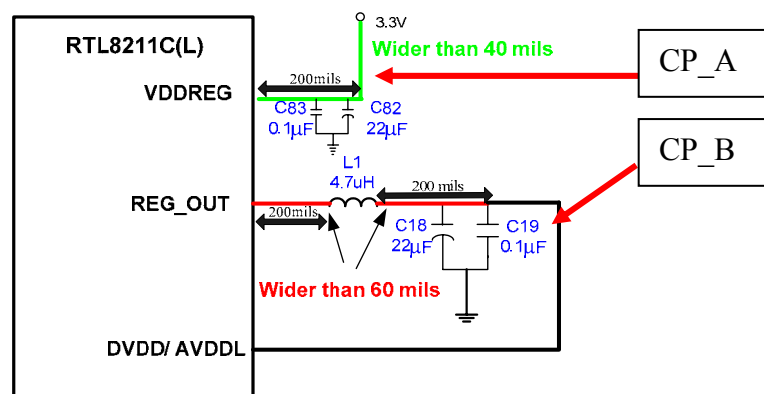 RTL8211C(L)
3.3V
Wider than 40 mils
CP_A
200mils
VDDREG
C83
0.1µF
C82
22µF
CP_B
L1
4.7uH
200 mils
REG_OUT
200mils
C18
22µF
C19
0.1µF
Wider than 60 mils
DVDD/ AVDDL